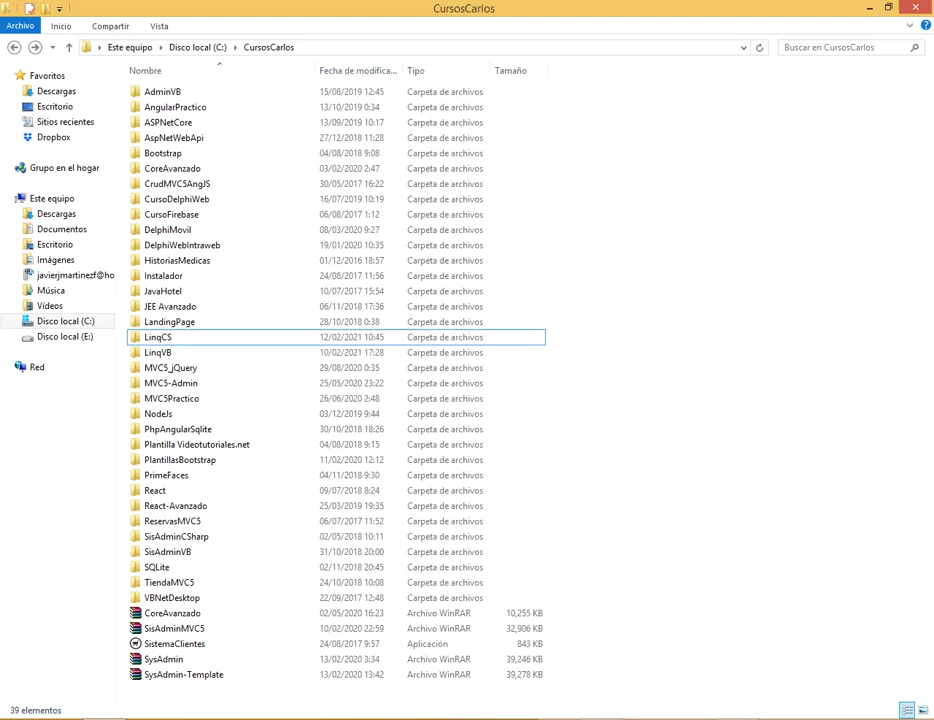 CursosCarlos
Archivo Inicio Compartir Vista
Este equipo Disco local (C:) CursosCarlos Buscar en CursosCarlos
Nombre Fecha de modifica... Tipo Tamaño
Favoritos
Descargas
Escritorio
Sitios recientes
Dropbox
Grupo en el hogar
Este equipo
Descargas
Documentos
Escritorio
Imágenes
javierjmartinezf@ho
Música
Vídeos
Disco local (C:)
Disco local (E:)
Red
AdminVB 15/08/2019 12:45 Carpeta de archivos
AngularPractico 13/10/2019 0:34 Carpeta de archivos
ASPNetCore 13/09/2019 10:17 Carpeta de archivos
AspNetWebApi 27/12/2018 11:28 Carpeta de archivos
Bootstrap 04/08/2018 9:08 Carpeta de archivos
CoreAvanzado 03/02/2020 2:47 Carpeta de archivos
CrudMVC5AngJS 30/05/2017 16:22 Carpeta de archivos
CursoDelphiWeb 16/07/2019 10:19 Carpeta de archivos
CursoFirebase 06/08/2017 1:12 Carpeta de archivos
DelphiMovil 08/03/2020 9:27 Carpeta de archivos
DelphiWebIntraweb 19/01/2020 10:35 Carpeta de archivos
HistoriasMedicas 01/12/2016 18:57 Carpeta de archivos
Instalador 24/08/2017 11:56 Carpeta de archivos
JavaHotel 10/07/2017 15:54 Carpeta de archivos
JEE Avanzado 06/11/2018 17:36 Carpeta de archivos
LandingPage 28/10/2018 0:38 Carpeta de archivos
LinqCS 12/02/2021 10:45 Carpeta de archivos
LinqVB 10/02/2021 17:28 Carpeta de archivos
MVC5_jQuery 29/08/2020 0:35 Carpeta de archivos
MVC5-Admin 25/05/2020 23:22 Carpeta de archivos
MVC5Practico 26/06/2020 2:48 Carpeta de archivos
NodeJs 03/12/2019 9:44 Carpeta de archivos
PhpAngularSqlite 30/10/2018 18:26 Carpeta de archivos
Plantilla Videotutoriales.net 04/08/2018 9:15 Carpeta de archivos
PlantillasBootstrap 11/02/2020 12:12 Carpeta de archivos
PrimeFaces 04/11/2018 9:30 Carpeta de archivos
React 09/07/2018 8:24 Carpeta de archivos
React-Avanzado 25/03/2019 19:35 Carpeta de archivos
ReservasMVC5 06/07/2017 11:52 Carpeta de archivos
SisAdminCSharp 02/05/2018 10:11 Carpeta de archivos
SisAdminVB 31/10/2018 20:00 Carpeta de archivos
SQLite 02/11/2018 20:45 Carpeta de archivos
TiendaMVC5 24/10/2018 10:08 Carpeta de archivos
VBNetDesktop 22/09/2017 12:48 Carpeta de archivos
CoreAvanzado 02/05/2020 16:23 Archivo WinRAR 10,255 KB
SisAdminMVC5 10/02/2020 22:59 Archivo WinRAR 32,906 KB
SistemaClientes 24/08/2017 9:57 Aplicación 843 KB
SysAdmin 13/02/2020 3:34 Archivo WinRAR 39,246 KB
SysAdmin-Template 13/02/2020 13:42 Archivo WinRAR 39,278 KB
39 elementos